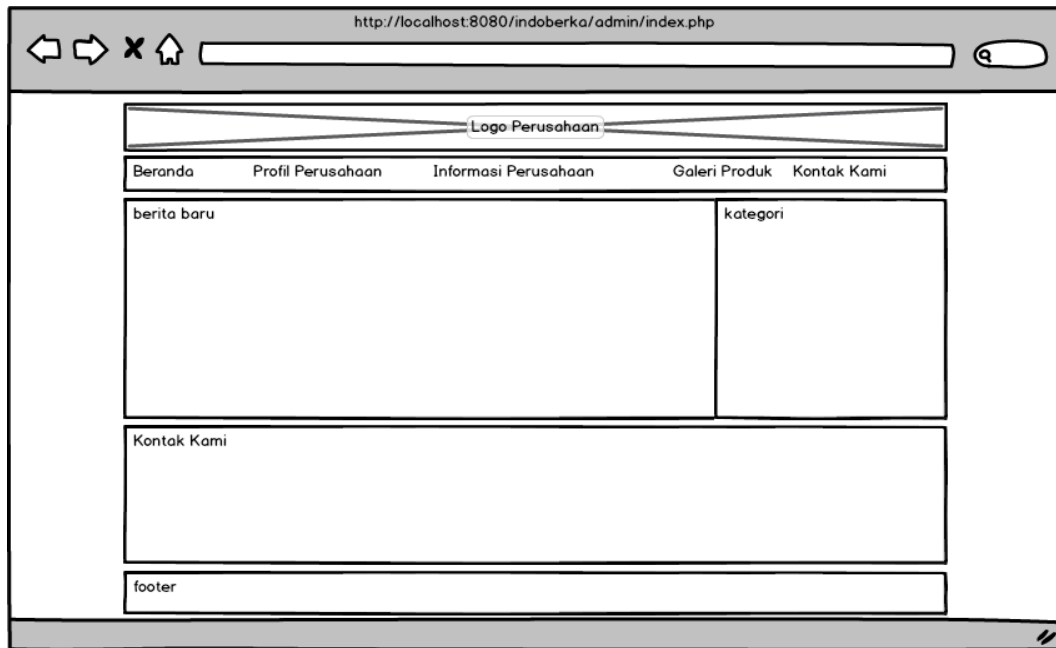 http://localhost:8080/indoberka/admin/index.php
Logo Perusahaan
Beranda Profil Perusahaan Informasi Perusahaan Galeri Produk Kontak Kami
berita baru
kategori
Kontak Kami
footer